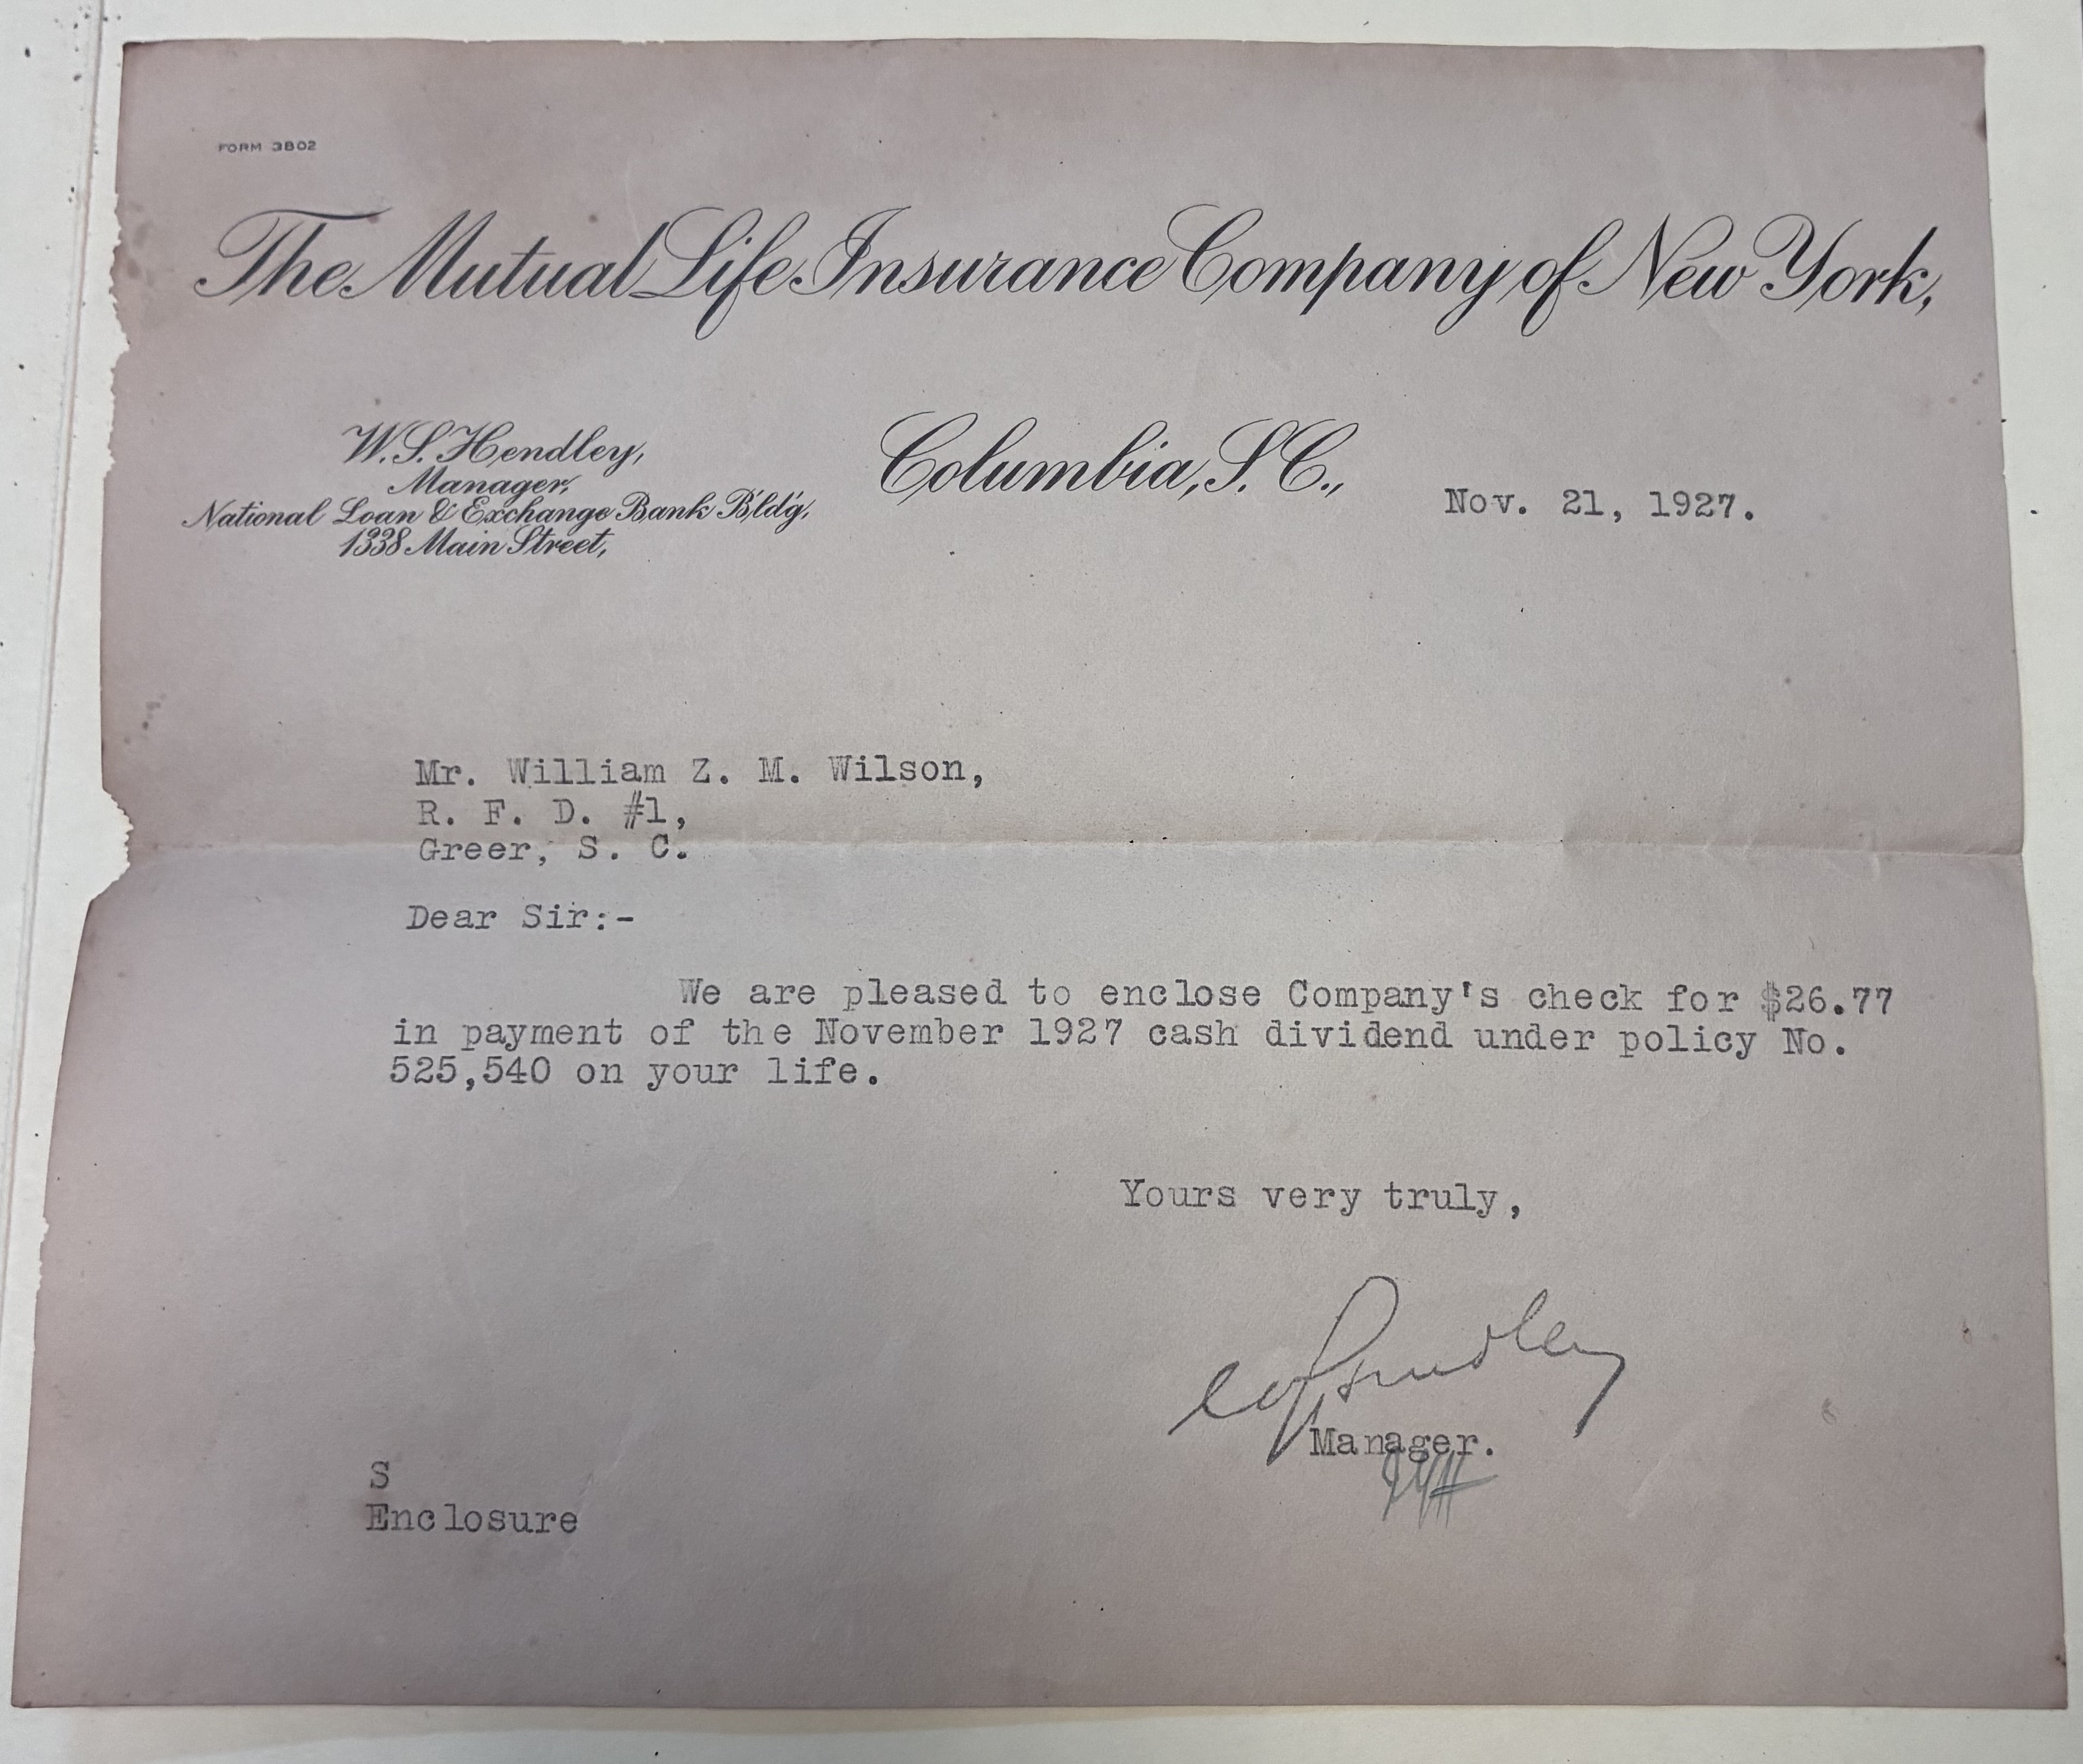 FORM 3802
The Mutual Life Insurance Company of New York,
W.S. Hendley,
Manager,
National Loan & Exchange Bank B'ld'g,
1338 Main Street,
Columbia, S.C.,
Nov. 21, 1927.
Mr. William Z. M. Wilson,
R. F. D. #1,
Greer, S. C.
Dear Sir:-
We are pleased to enclose Company's check for $26.77
in payment of the November 1927 cash dividend under policy No.
525,540 on your life.
Yours very truly,
WS Hendley
Manager.
S
Enclosure